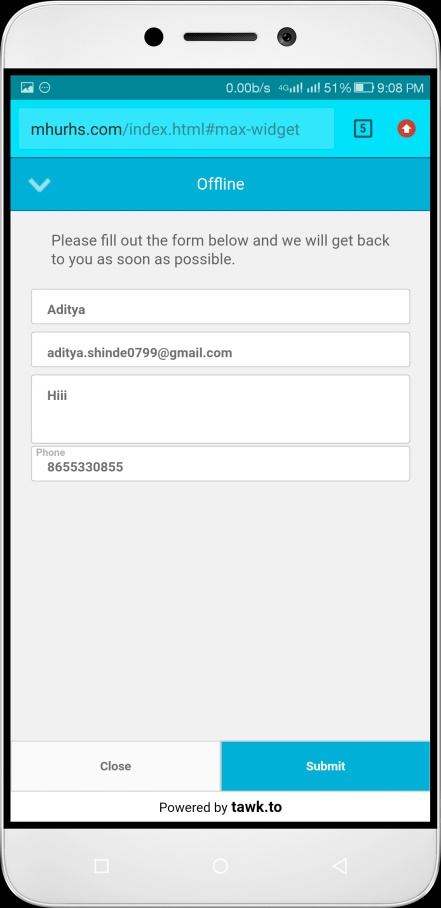 0.00b/s 4G 51% 9:08 PM
mhurhs.com/index.html#max-widget
5
Offline
Please fill out the form below and we will get back
to you as soon as possible.
Aditya
aditya.shinde0799@gmail.com
Hiii
Phone
8655330855
Close
Submit
Powered by tawk.to